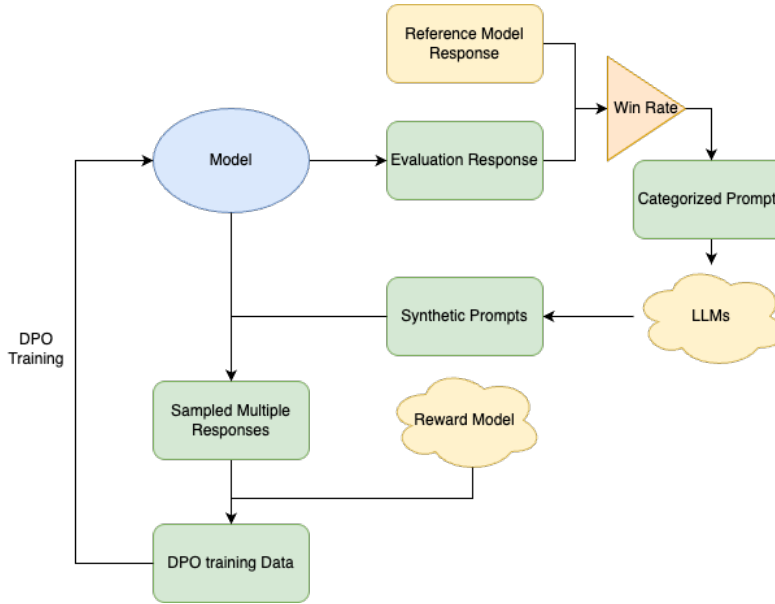 Reference Model
Response
Win Rate
Model
Evaluation Response
Categorized Prompt
Synthetic Prompts
LLMs
DPO
Training
Sampled Multiple
Responses
Reward Model
DPO training Data